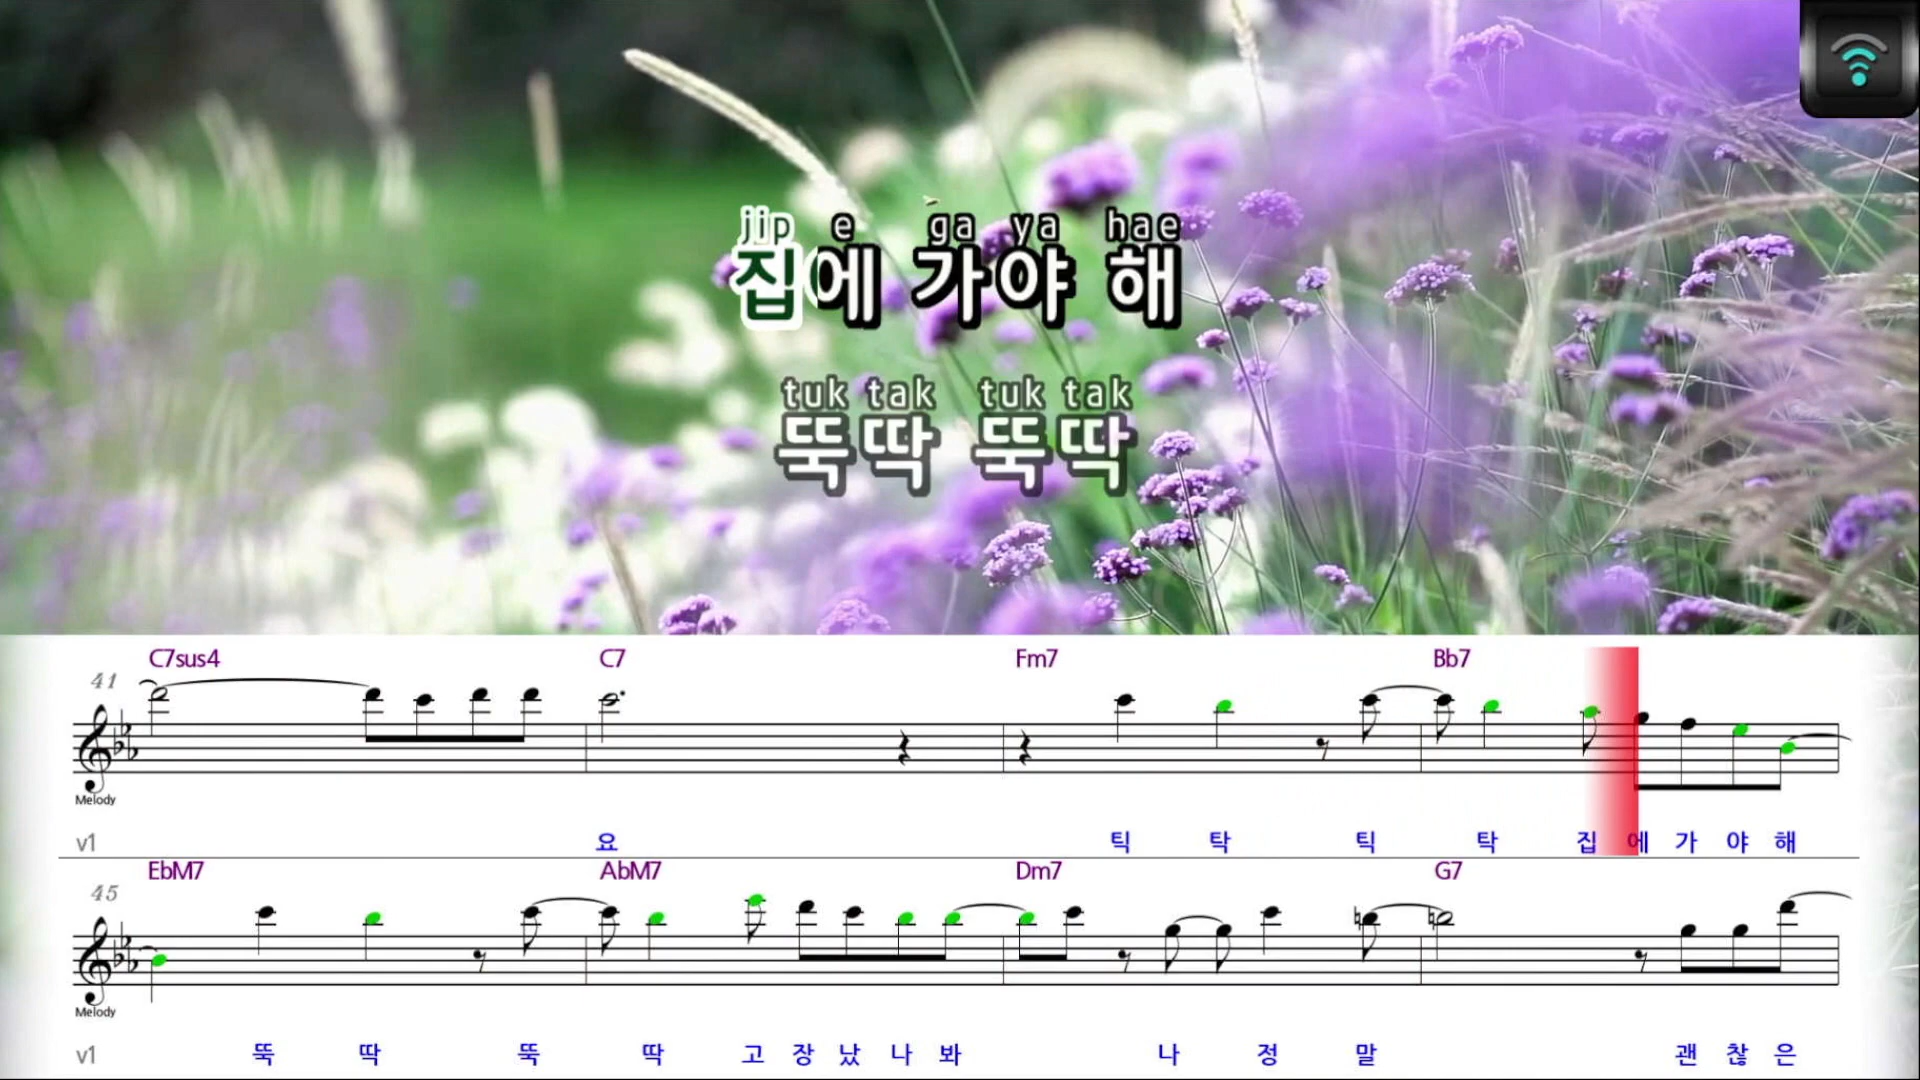 jip e ga ya hae
집에 가야 해
tuk tak tuk tak
뚝딱 뚝딱
C7sus4 C7 Fm7 Bb7
41
Melody
v1 요 틱 탁 틱 탁 집 에 가 야 해
EbM7 AbM7 Dm7 G7
45
Melody
v1 뚝 딱 뚝 딱 고 장 났 나 봐 나 정 말 괜 찮 은